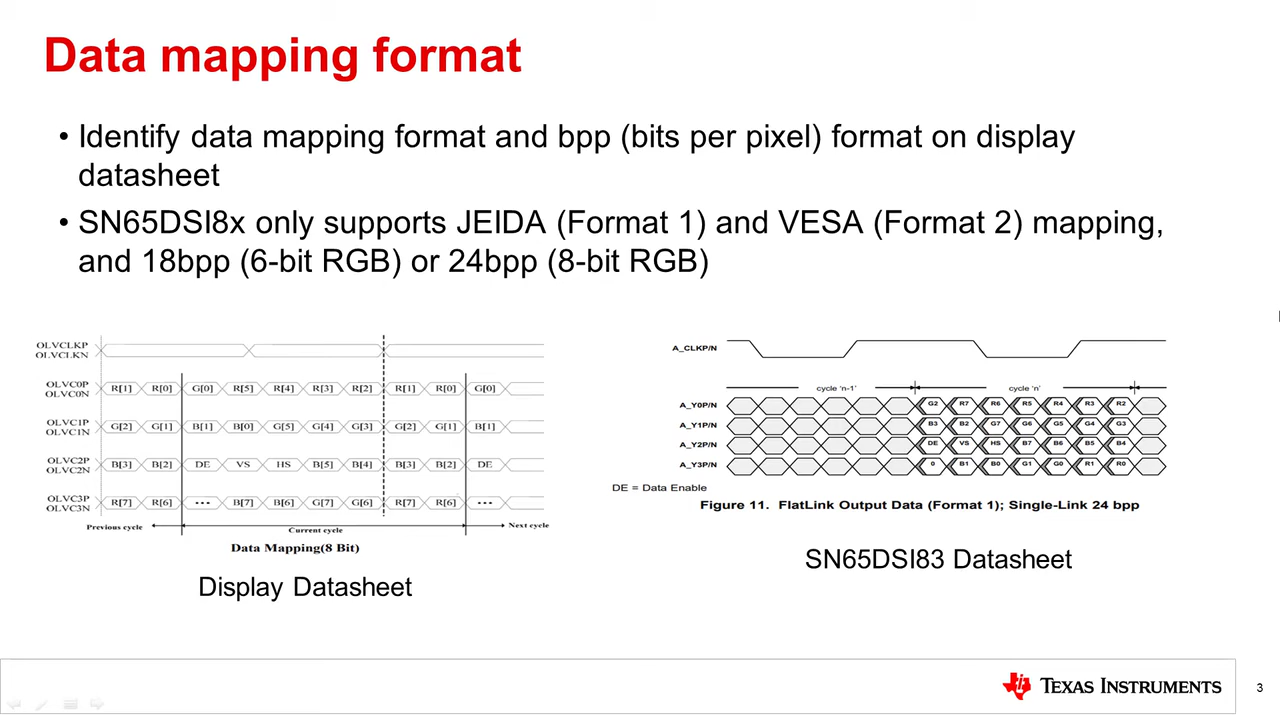 Data mapping format
• Identify data mapping format and bpp (bits per pixel) format on display
datasheet
• SN65DSI8x only supports JEIDA (Format 1) and VESA (Format 2) mapping,
and 18bpp (6-bit RGB) or 24bpp (8-bit RGB)
OLVCLKP
OLVCLKN
OLVC0P
OLVC0N
R[1] R[0] G[0] R[5] R[4] R[3] R[2] R[1] R[0] G[0]
OLVC1P
OLVC1N
G[2] G[1] B[1] B[0] G[5] G[4] G[3] G[2] G[1] B[1]
OLVC2P
OLVC2N
B[3] B[2] DE VS HS B[5] B[4] B[3] B[2] DE
OLVC3P
OLVC3N
R[7] R[6] ... B[7] B[6] G[7] G[6] R[7] R[6] ...
Previous cycle Current cycle Next cycle
Data Mapping(8 Bit)
Display Datasheet
A_CLKP/N
cycle 'n-1' cycle 'n'
A_Y0P/N G2 R7 R6 R5 R4 R3 R2
A_Y1P/N B3 B2 G7 G6 G5 G4 G3
A_Y2P/N DE VS HS B7 B6 B5 B4
A_Y3P/N 0 B1 B0 G1 G0 R1 R0
DE = Data Enable
Figure 11. FlatLink Output Data (Format 1); Single-Link 24 bpp
SN65DSI83 Datasheet
TEXAS INSTRUMENTS
3